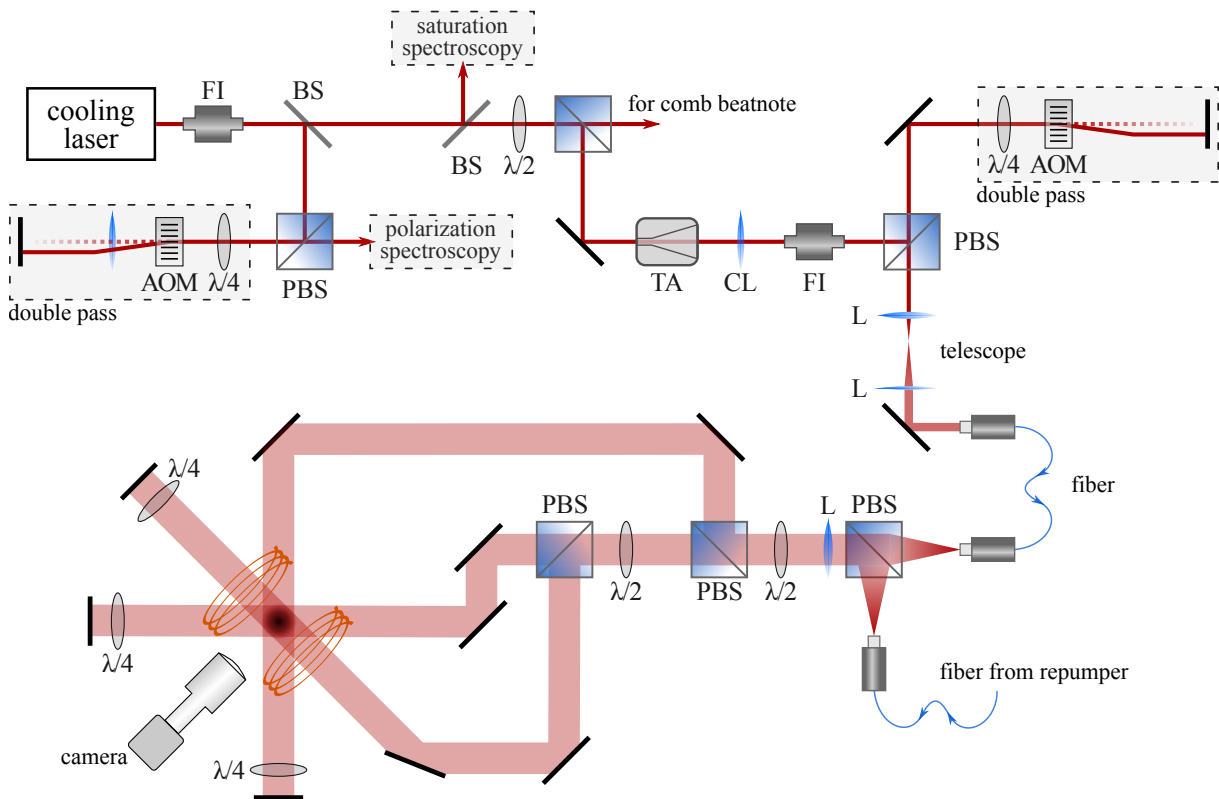 saturation
spectroscopy
cooling
laser
FI
BS
BS
λ/2
for comb beatnote
λ/4
AOM
double pass
AOM
λ/4
double pass
PBS
polarization
spectroscopy
TA
CL
FI
PBS
L
telescope
L
fiber
λ/4
λ/4
PBS
λ/2
PBS
λ/2
L
PBS
fiber from repumper
camera
λ/4